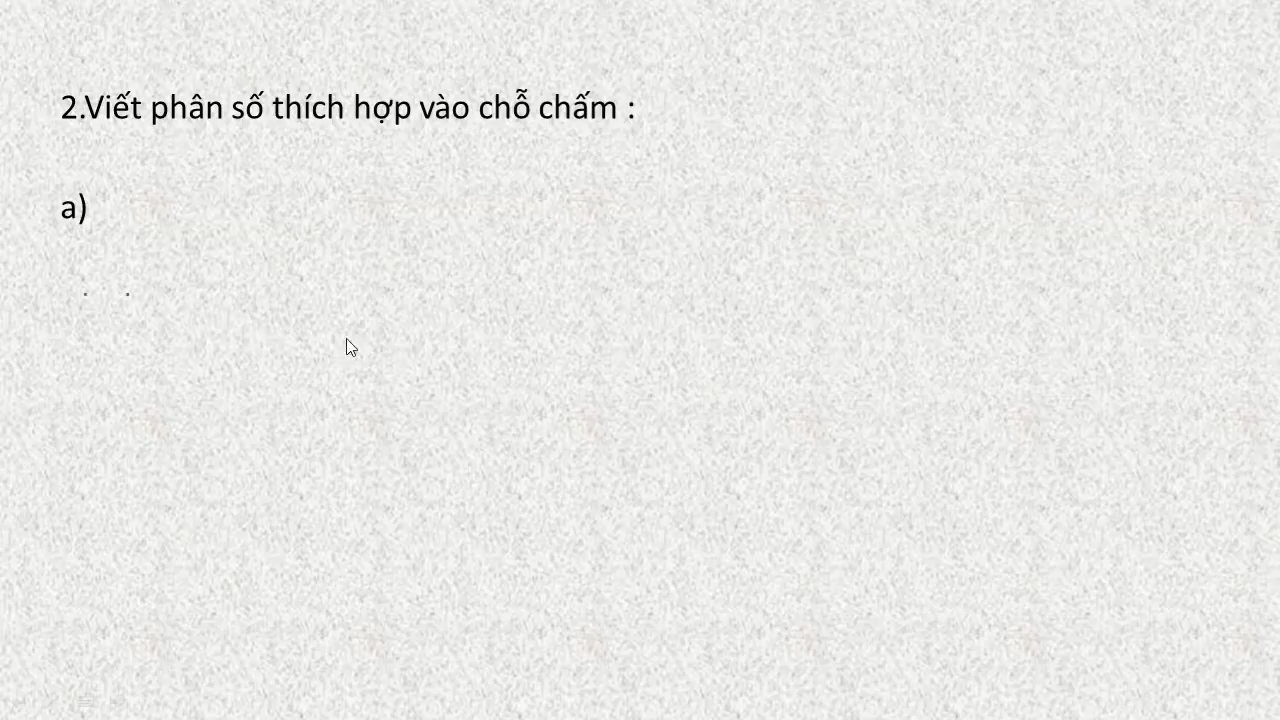 2.Viết phân số thích hợp vào chỗ chấm :
a)
. .